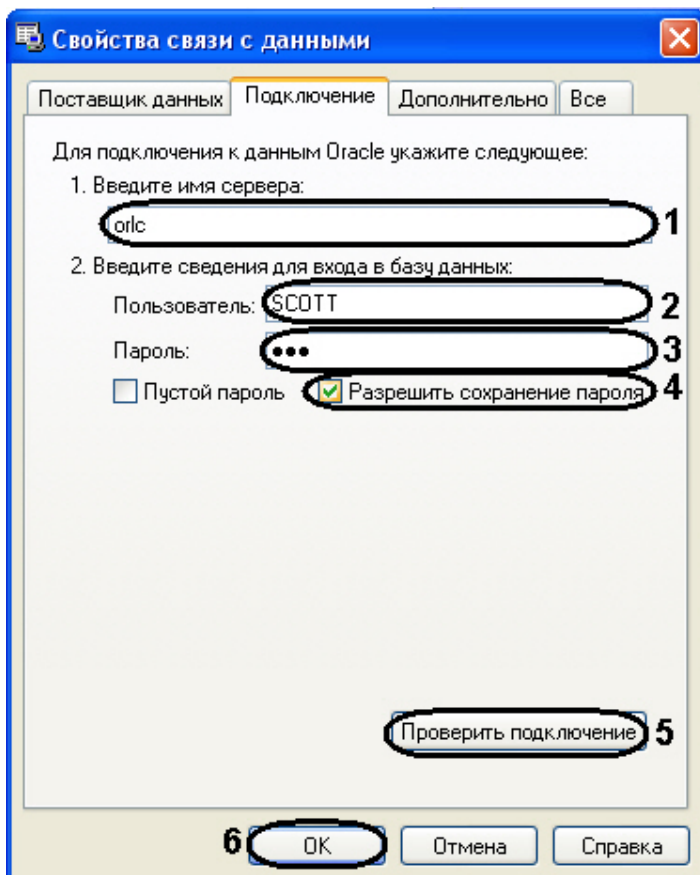 Свойства связи с данными
Поставщик данных Подключение Дополнительно Все
Для подключения к данным Oracle укажите следующее:
1. Введите имя сервера:
orlc 1
2. Введите сведения для входа в базу данных:
Пользователь: SCOTT 2
Пароль: ●●● 3
Пустой пароль Разрешить сохранение пароля 4
Проверить подключение 5
6 ОК Отмена Справка